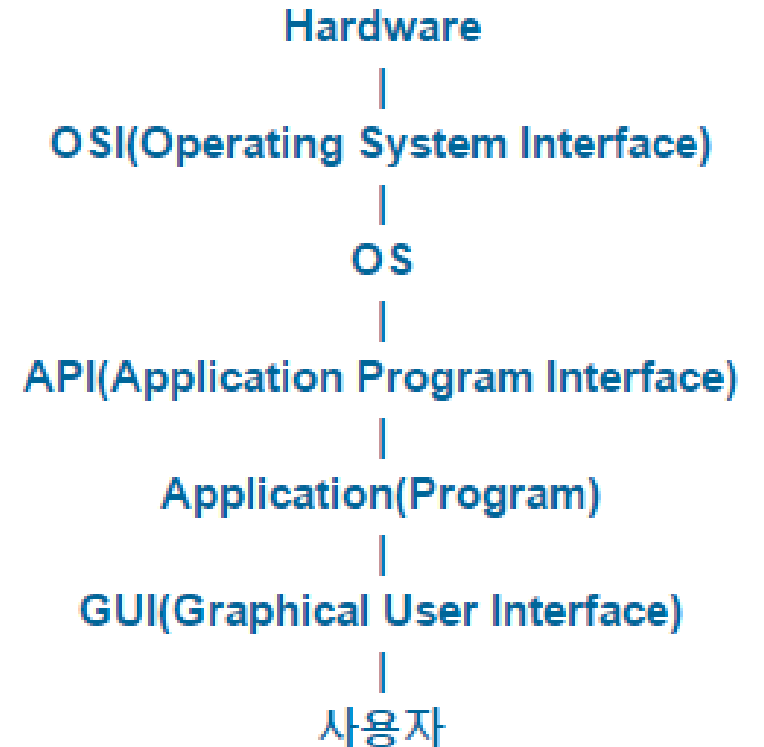 Hardware
OSI(Operating System Interface)
OS
API(Application Program Interface)
Application(Program)
GUI(Graphical User Interface)
사용자